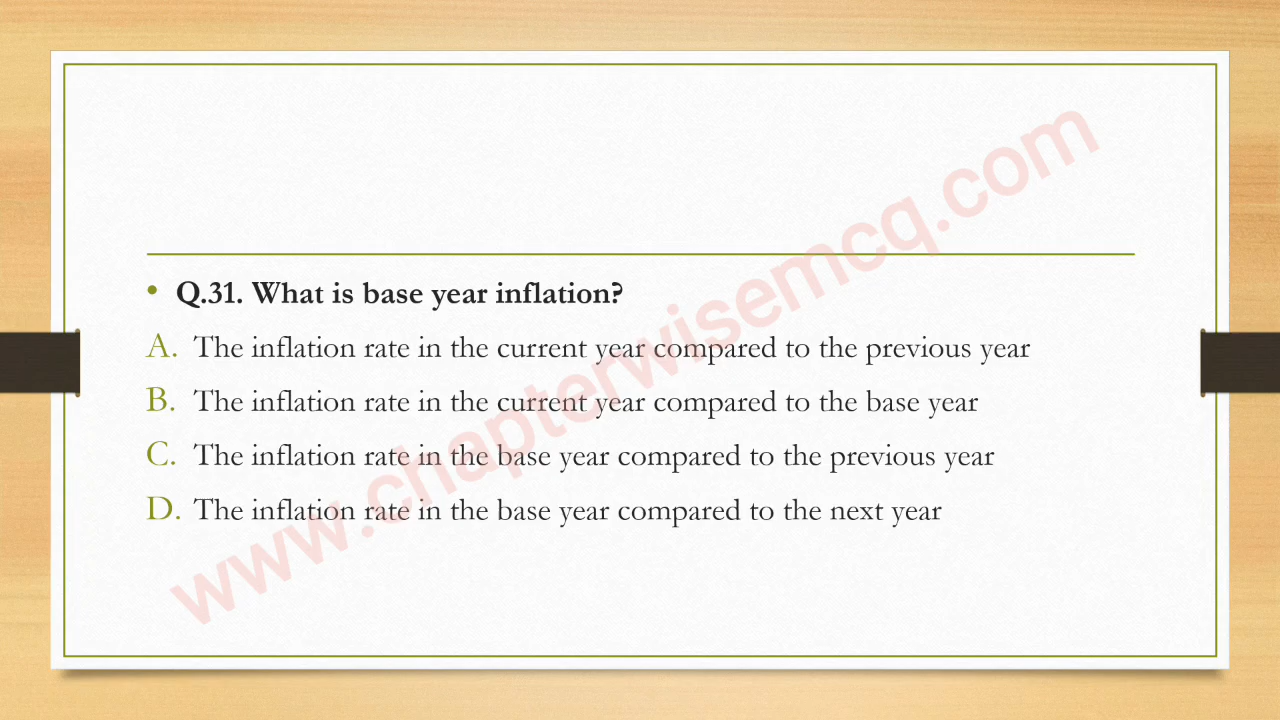 • Q.31. What is base year inflation?
A. The inflation rate in the current year compared to the previous year
B. The inflation rate in the current year compared to the base year
C. The inflation rate in the base year compared to the previous year
D. The inflation rate in the base year compared to the next year
www.chapterwisemcq.com